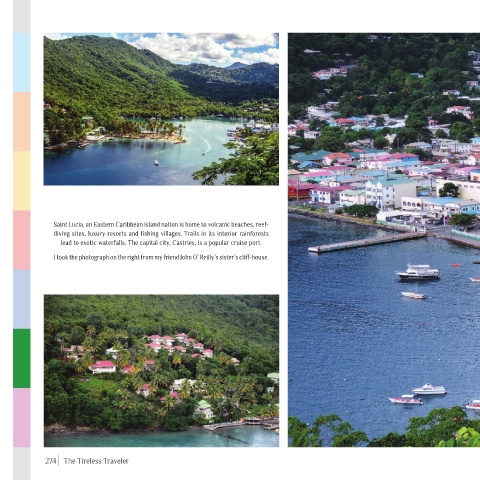 Saint Lucia, an Eastern Caribbean island nation is home to volcanic beaches, reef-
diving sites, luxury resorts and fishing villages. Trails in its interior rainforests
lead to exotic waterfalls. The capital city, Castries, is a popular cruise port.
I took the photograph on the right from my friend John O'Reilly's sister's cliff-house.
274 | The Tireless Traveler